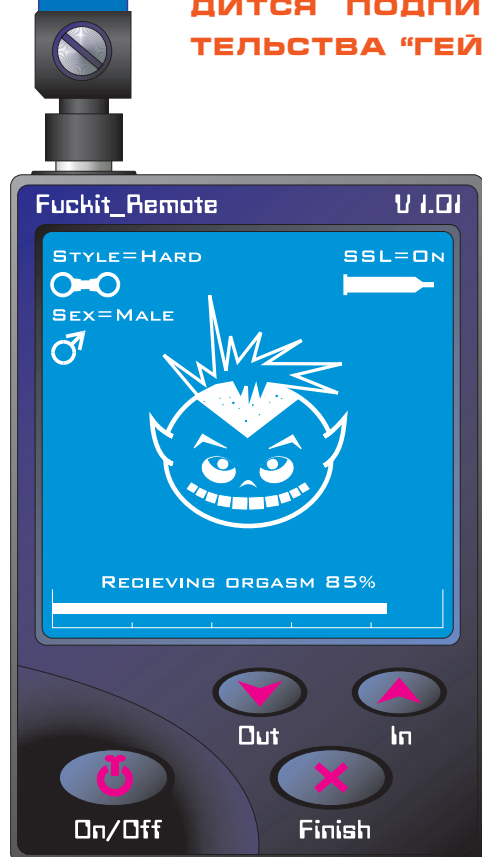 ДИТСЯ ПОДПИ
ТЕЛЬСТВА “ГЕЙ
Fuckit_Remote V 1.01
STYLE=HARD SSL=ON
SEX=MALE
RECIEVING ORGASM 85%
Out In
On/Off Finish